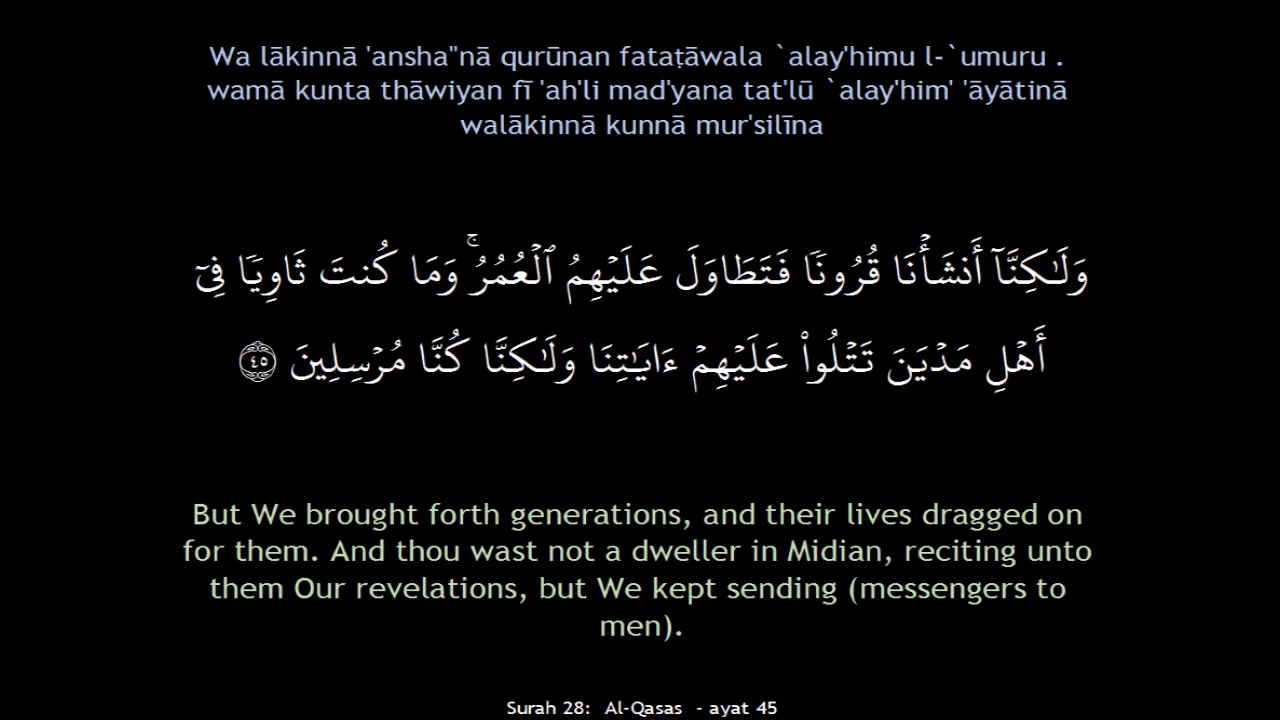 Wa lākinnā 'ansha"nā qurūnan fataṭāwala `alay'himu l-`umuru .
wamā kunta thāwiyan fī 'ah'li mad'yana tat'lū `alay'him' 'āyātinā
walākinnā kunnā mur'silīna
وَلَـٰكِنَّآ أَنشَأْنَا قُرُونًا فَتَطَاوَلَ عَلَيْهِمُ ٱلْعُمُرُ ۚ وَمَا كُنتَ ثَاوِيًا فِىٓ
أَهْلِ مَدْيَنَ تَتْلُوا۟ عَلَيْهِمْ ءَايَـٰتِنَا وَلَـٰكِنَّا كُنَّا مُرْسِلِينَ ٤٥
But We brought forth generations, and their lives dragged on
for them. And thou wast not a dweller in Midian, reciting unto
them Our revelations, but We kept sending (messengers to
men).
Surah 28: Al-Qasas - ayat 45